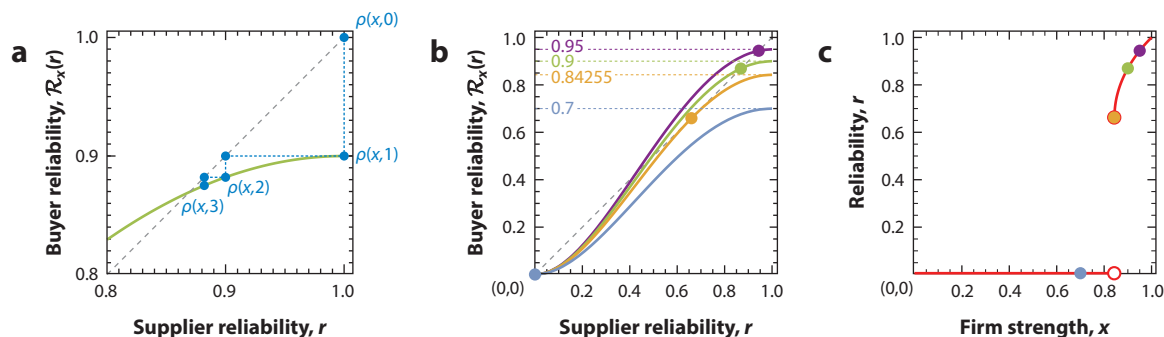 a
Buyer reliability, ℛx(r)
1.0
0.9
0.8
0.8
0.9
1.0
ρ(x,0)
ρ(x,1)
ρ(x,2)
ρ(x,3)
Supplier reliability, r
b
Buyer reliability, ℛx(r)
1.0
0.8
0.6
0.4
0.2
(0,0)
0.2
0.4
0.6
0.8
1.0
0.95
0.9
0.84255
0.7
Supplier reliability, r
c
Reliability, r
1.0
0.8
0.6
0.4
0.2
(0,0)
0.2
0.4
0.6
0.8
1.0
Firm strength, x